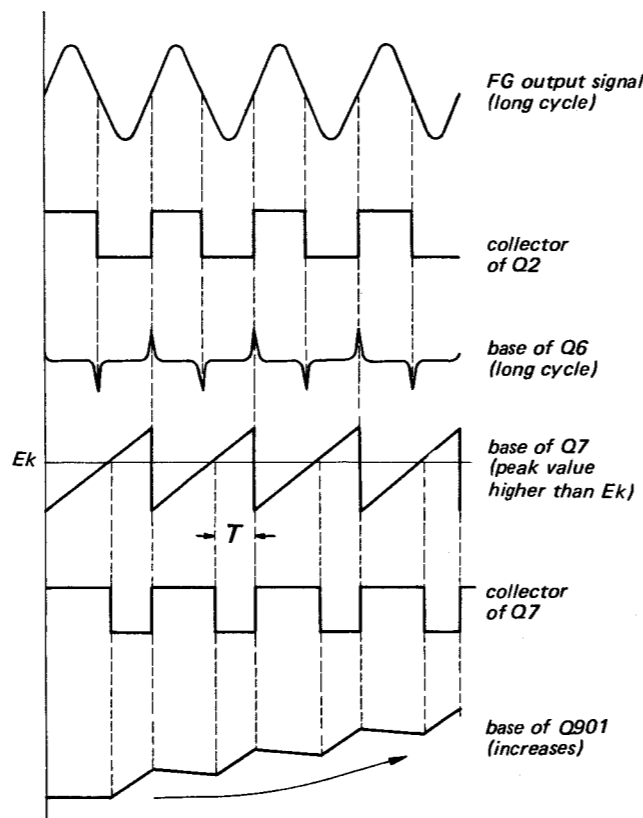 FG output signal
(long cycle)
collector
of Q2
base of Q6
(long cycle)
Ek
base of Q7
(peak value
higher than Ek)
T
collector
of Q7
base of Q901
(increases)